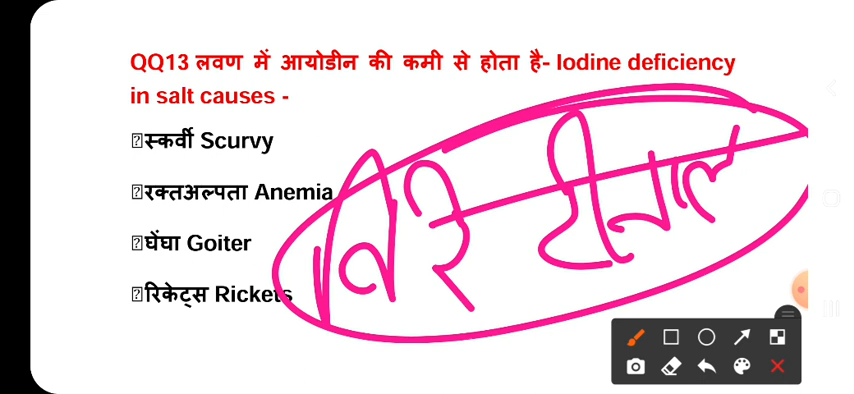 QQ13 लवण में आयोडीन की कमी से होता है- Iodine deficiency
in salt causes -
स्कर्वी Scurvy
रक्तअल्पता Anemia
घेंघा Goiter
रिकेट्स Rickets